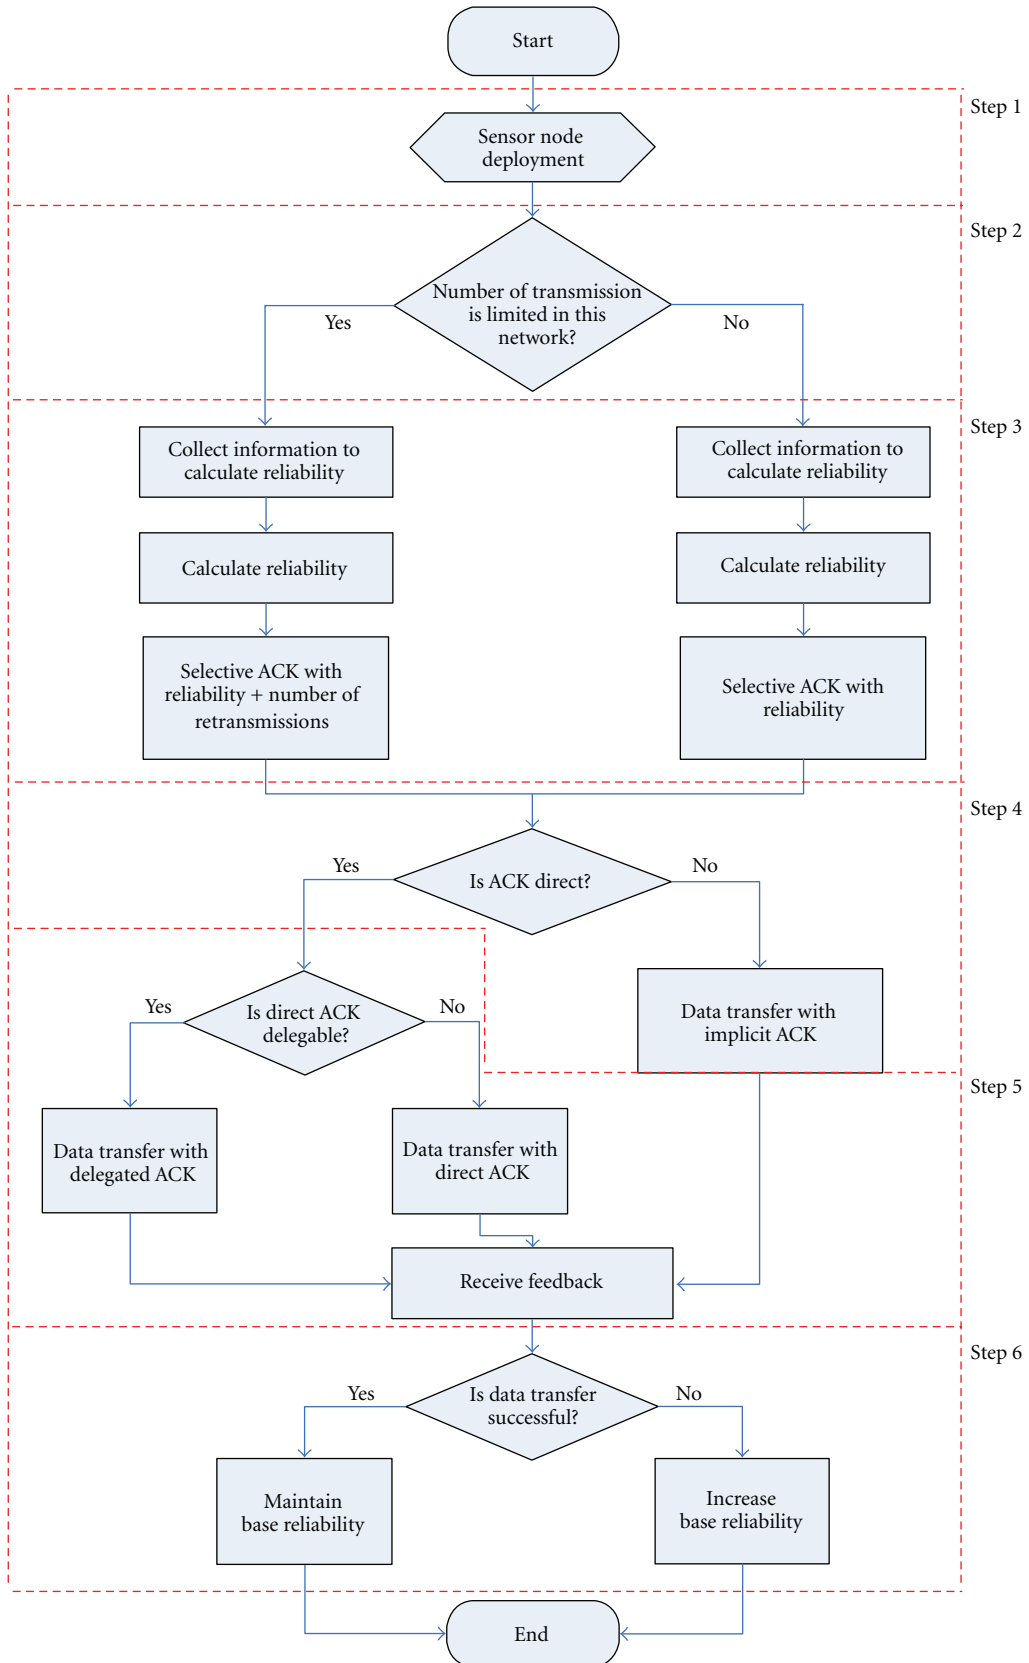 Start
Step 1
Sensor node
deployment
Step 2
Number of transmission
is limited in this
network?
Yes
No
Step 3
Collect information to
calculate reliability
Collect information to
calculate reliability
Calculate reliability
Calculate reliability
Selective ACK with
reliability + number of
retransmissions
Selective ACK with
reliability
Step 4
Yes
Is ACK direct?
No
Yes
Is direct ACK
delegable?
No
Data transfer with
implicit ACK
Step 5
Data transfer with
delegated ACK
Data transfer with
direct ACK
Receive feedback
Step 6
Yes
Is data transfer
successful?
No
Maintain
base reliability
Increase
base reliability
End